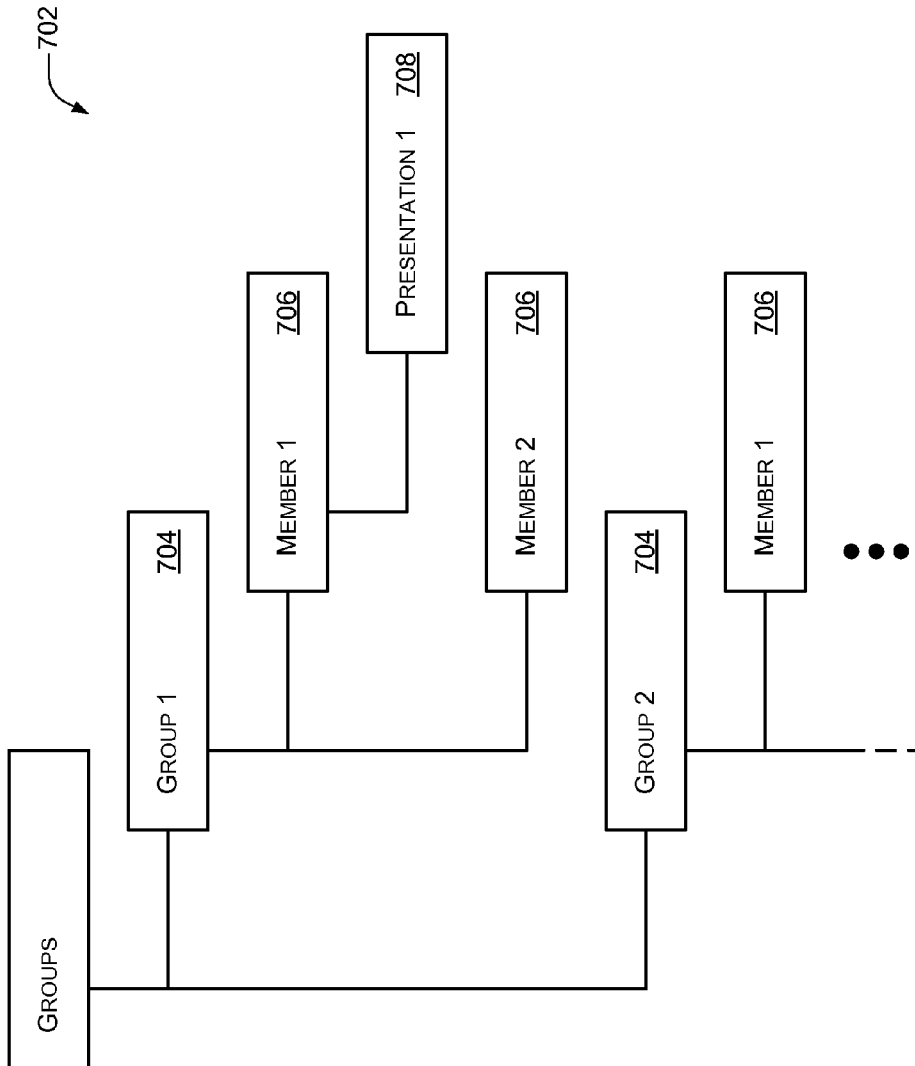 702
GROUPS
GROUP 1 704
MEMBER 1 706
PRESENTATION 1 708
MEMBER 2 706
GROUP 2 704
MEMBER 1 706